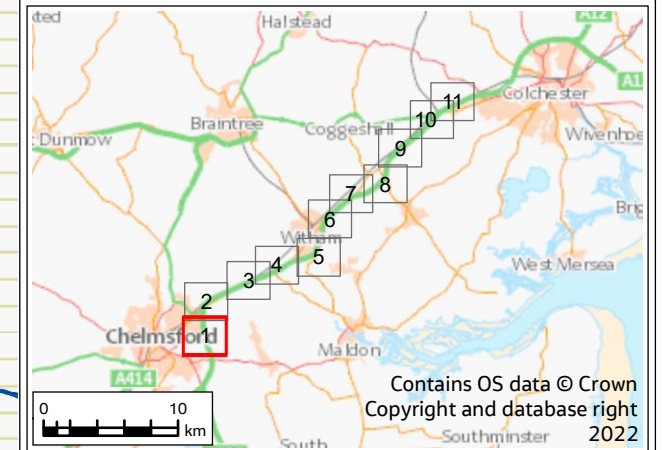 sted
Halstead
A12
A1
Colchester
11
10
Braintree
Coggeshall
Dunmow
Wivenhoe
9
8
7
6
Witham
5
4
3
2
1
Brig
West Mersea
Chelmsford
Maldon
A414
0 10
km
South
Southminster
Contains OS data © Crown
Copyright and database right
2022